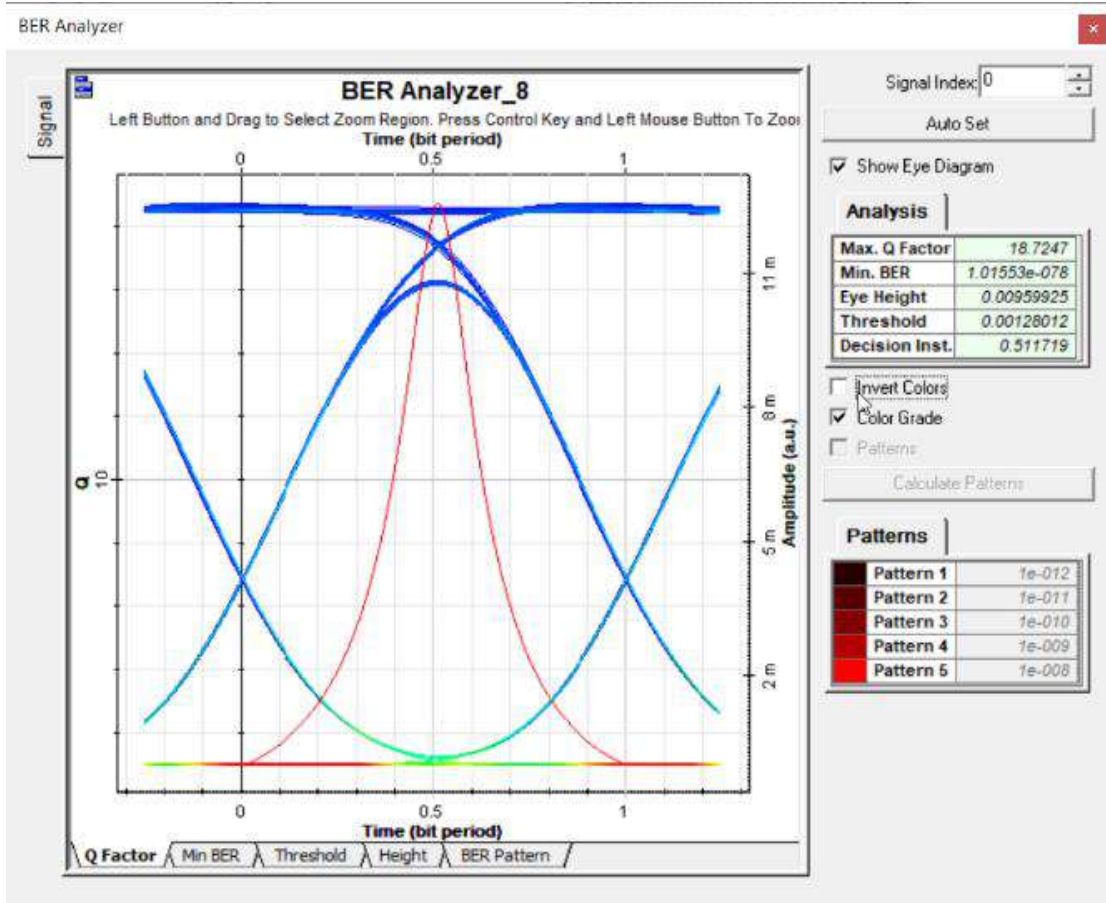 BER Analyzer
Signal
BER Analyzer_8
Left Button and Drag to Select Zoom Region. Press Control Key and Left Mouse Button To Zoo
Time (bit period)
0 0.5 1
Q
10
11 m
8 m
5 m
2 m
Amplitude (a.u.)
0 0.5 1
Time (bit period)
Q Factor Min BER Threshold Height BER Pattern
Signal Index: 0
Auto Set
Show Eye Diagram
Analysis
Max. Q Factor 18.7247
Min. BER 1.01553e-078
Eye Height 0.00959925
Threshold 0.00128012
Decision Inst. 0.511719
Invert Colors
Color Grade
Patterns
Calculate Patterns
Patterns
Pattern 1 1e-012
Pattern 2 1e-011
Pattern 3 1e-010
Pattern 4 1e-009
Pattern 5 1e-008